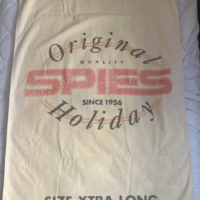 Original
QUALITY
SPIES
SINCE 1956
Holiday
SIZE XTRA LONG